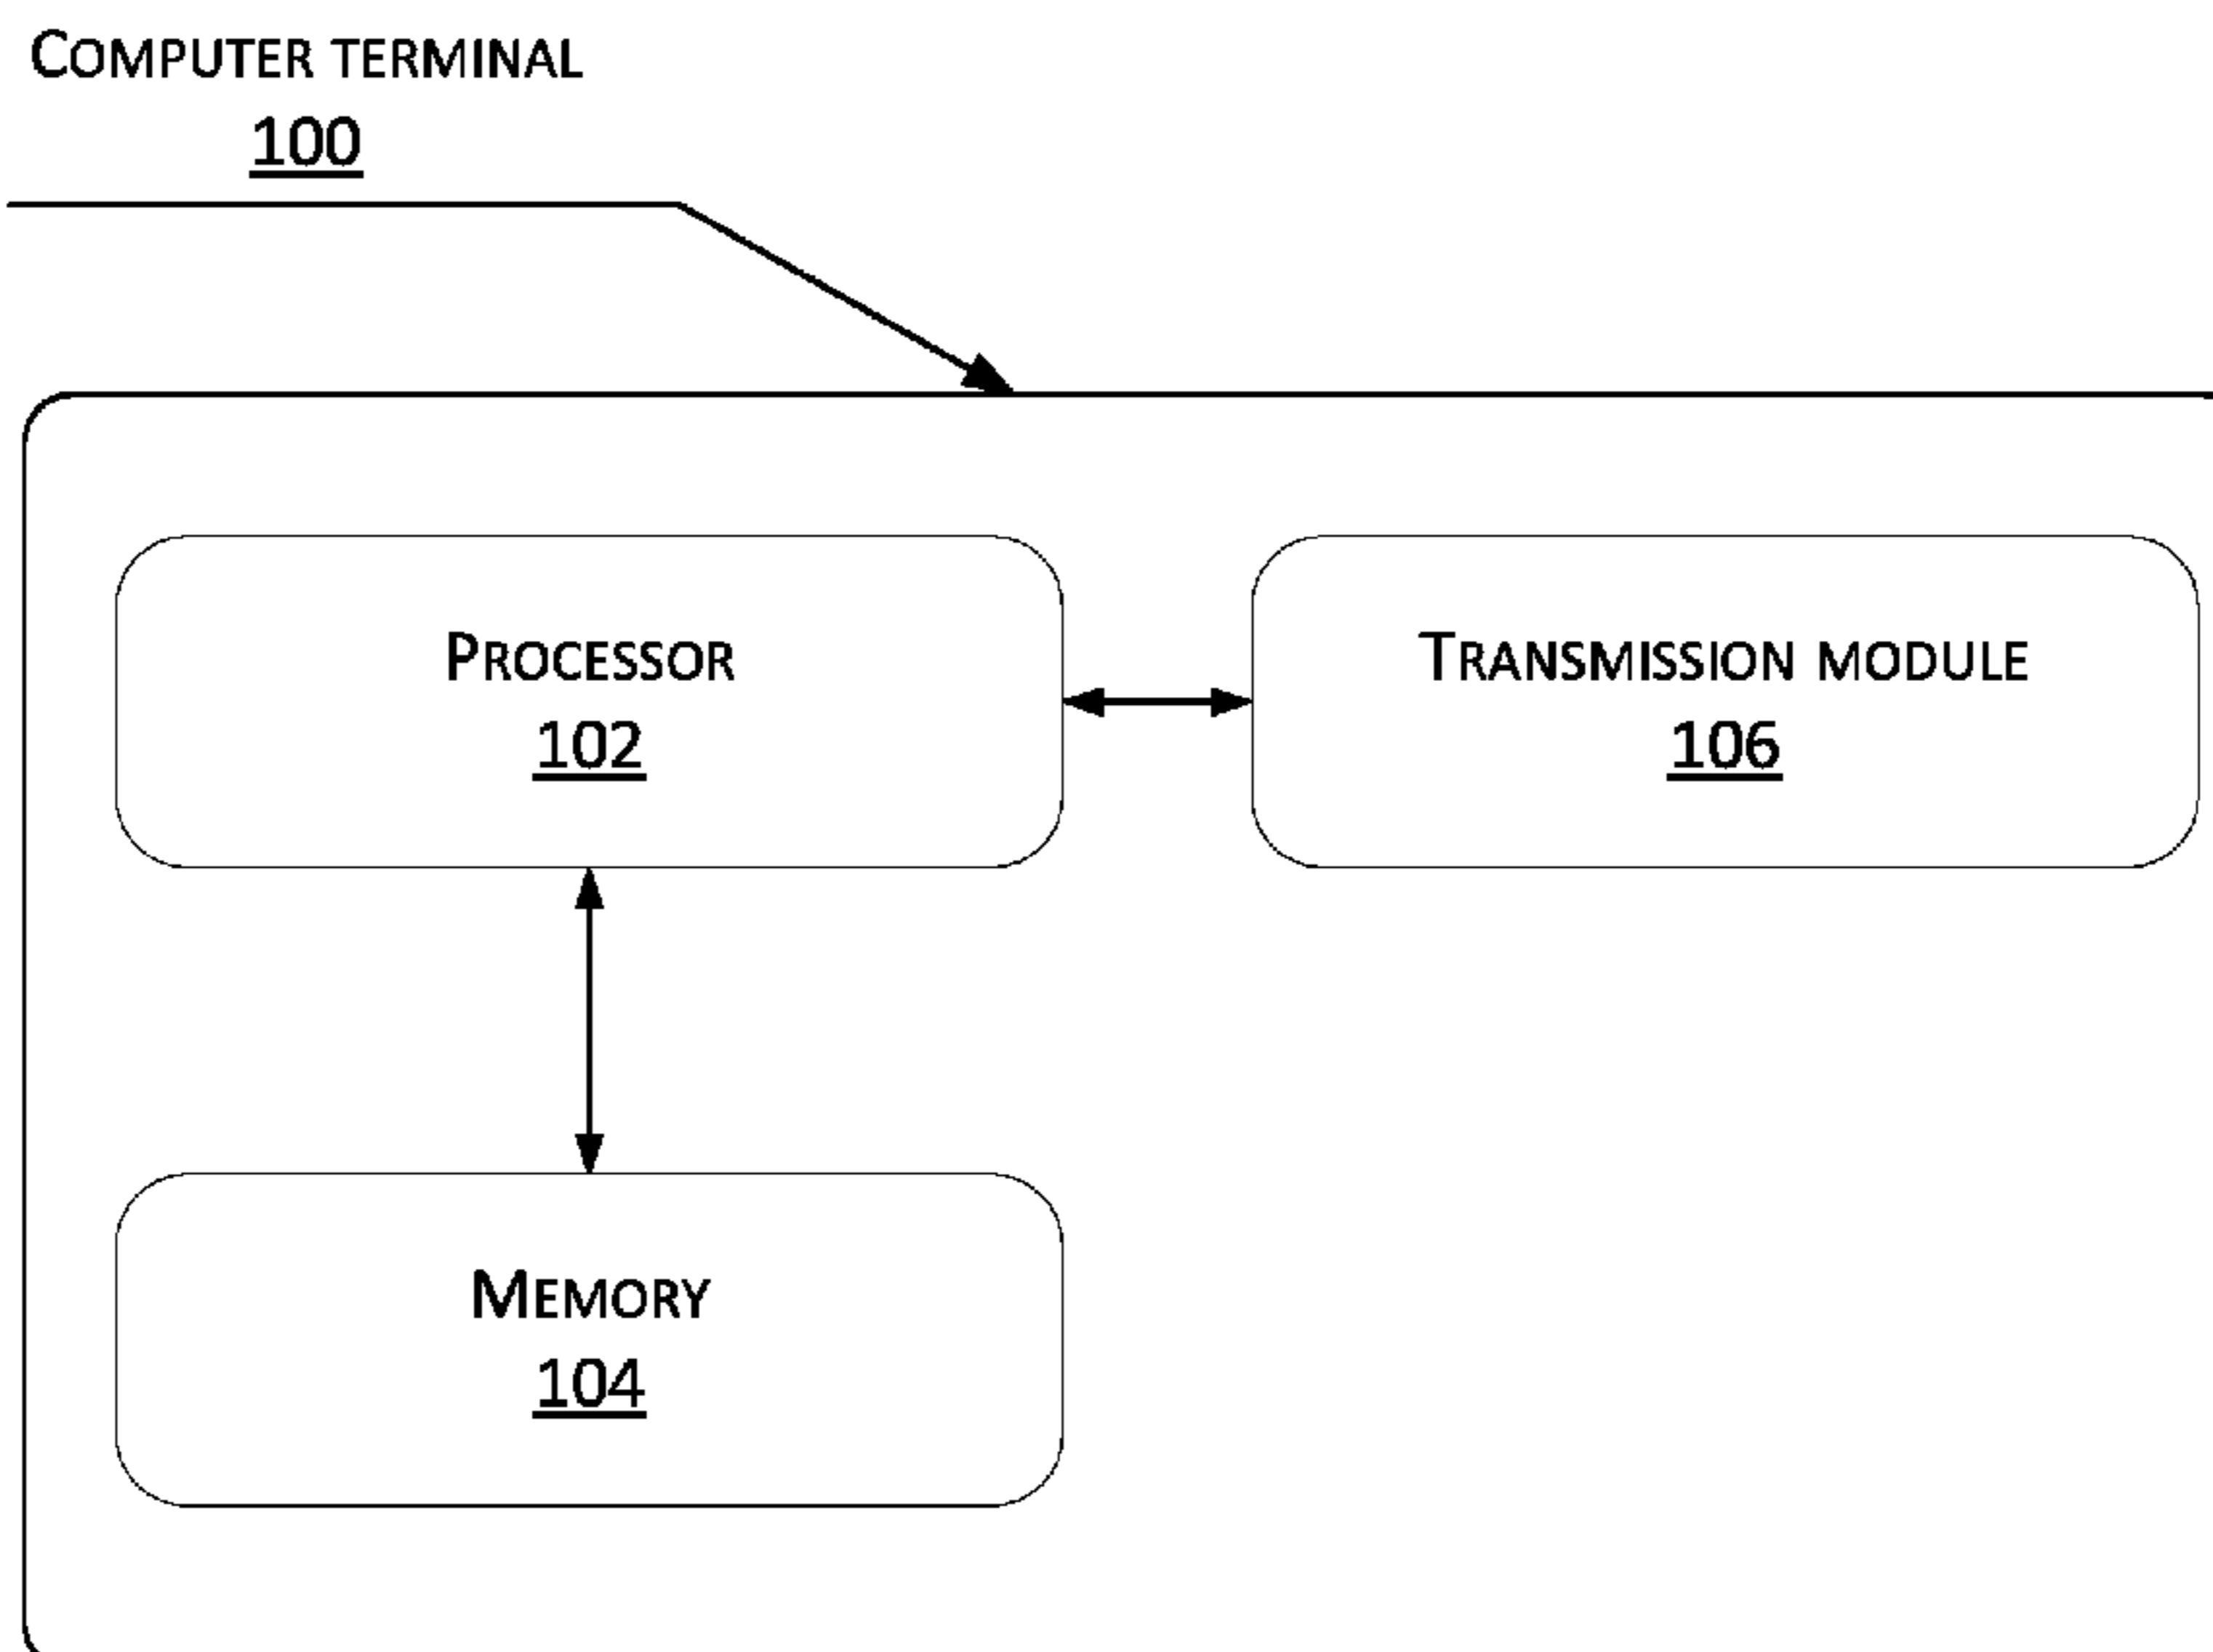 COMPUTER TERMINAL
100
PROCESSOR
102
TRANSMISSION MODULE
106
MEMORY
104